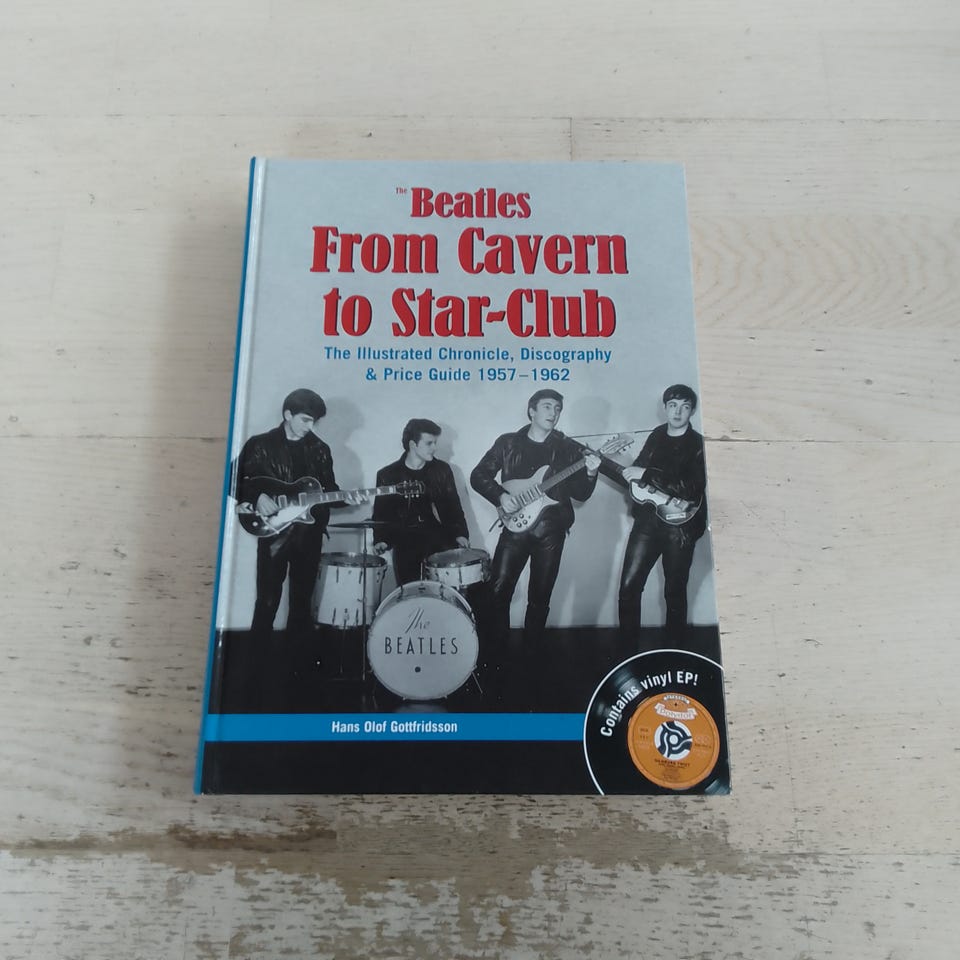 The Beatles
From Cavern
to Star-Club
The Illustrated Chronicle, Discography
& Price Guide 1957–1962
The
BEATLES
Contains vinyl EP!
Polydor
Hans Olof Gottfridsson